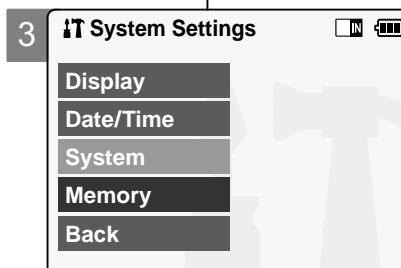 3
System Settings
IN
Display
Date/Time
System
Memory
Back